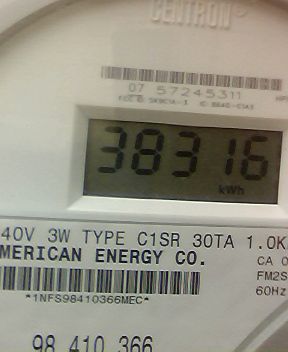 CENTRON®
07 57245311
38316
kWh
40V 3W TYPE C1SR 30TA 1.0K
MERICAN ENERGY CO.
CA 0
FM2S
60Hz
*1NFS98410366MEC*
98 410 366